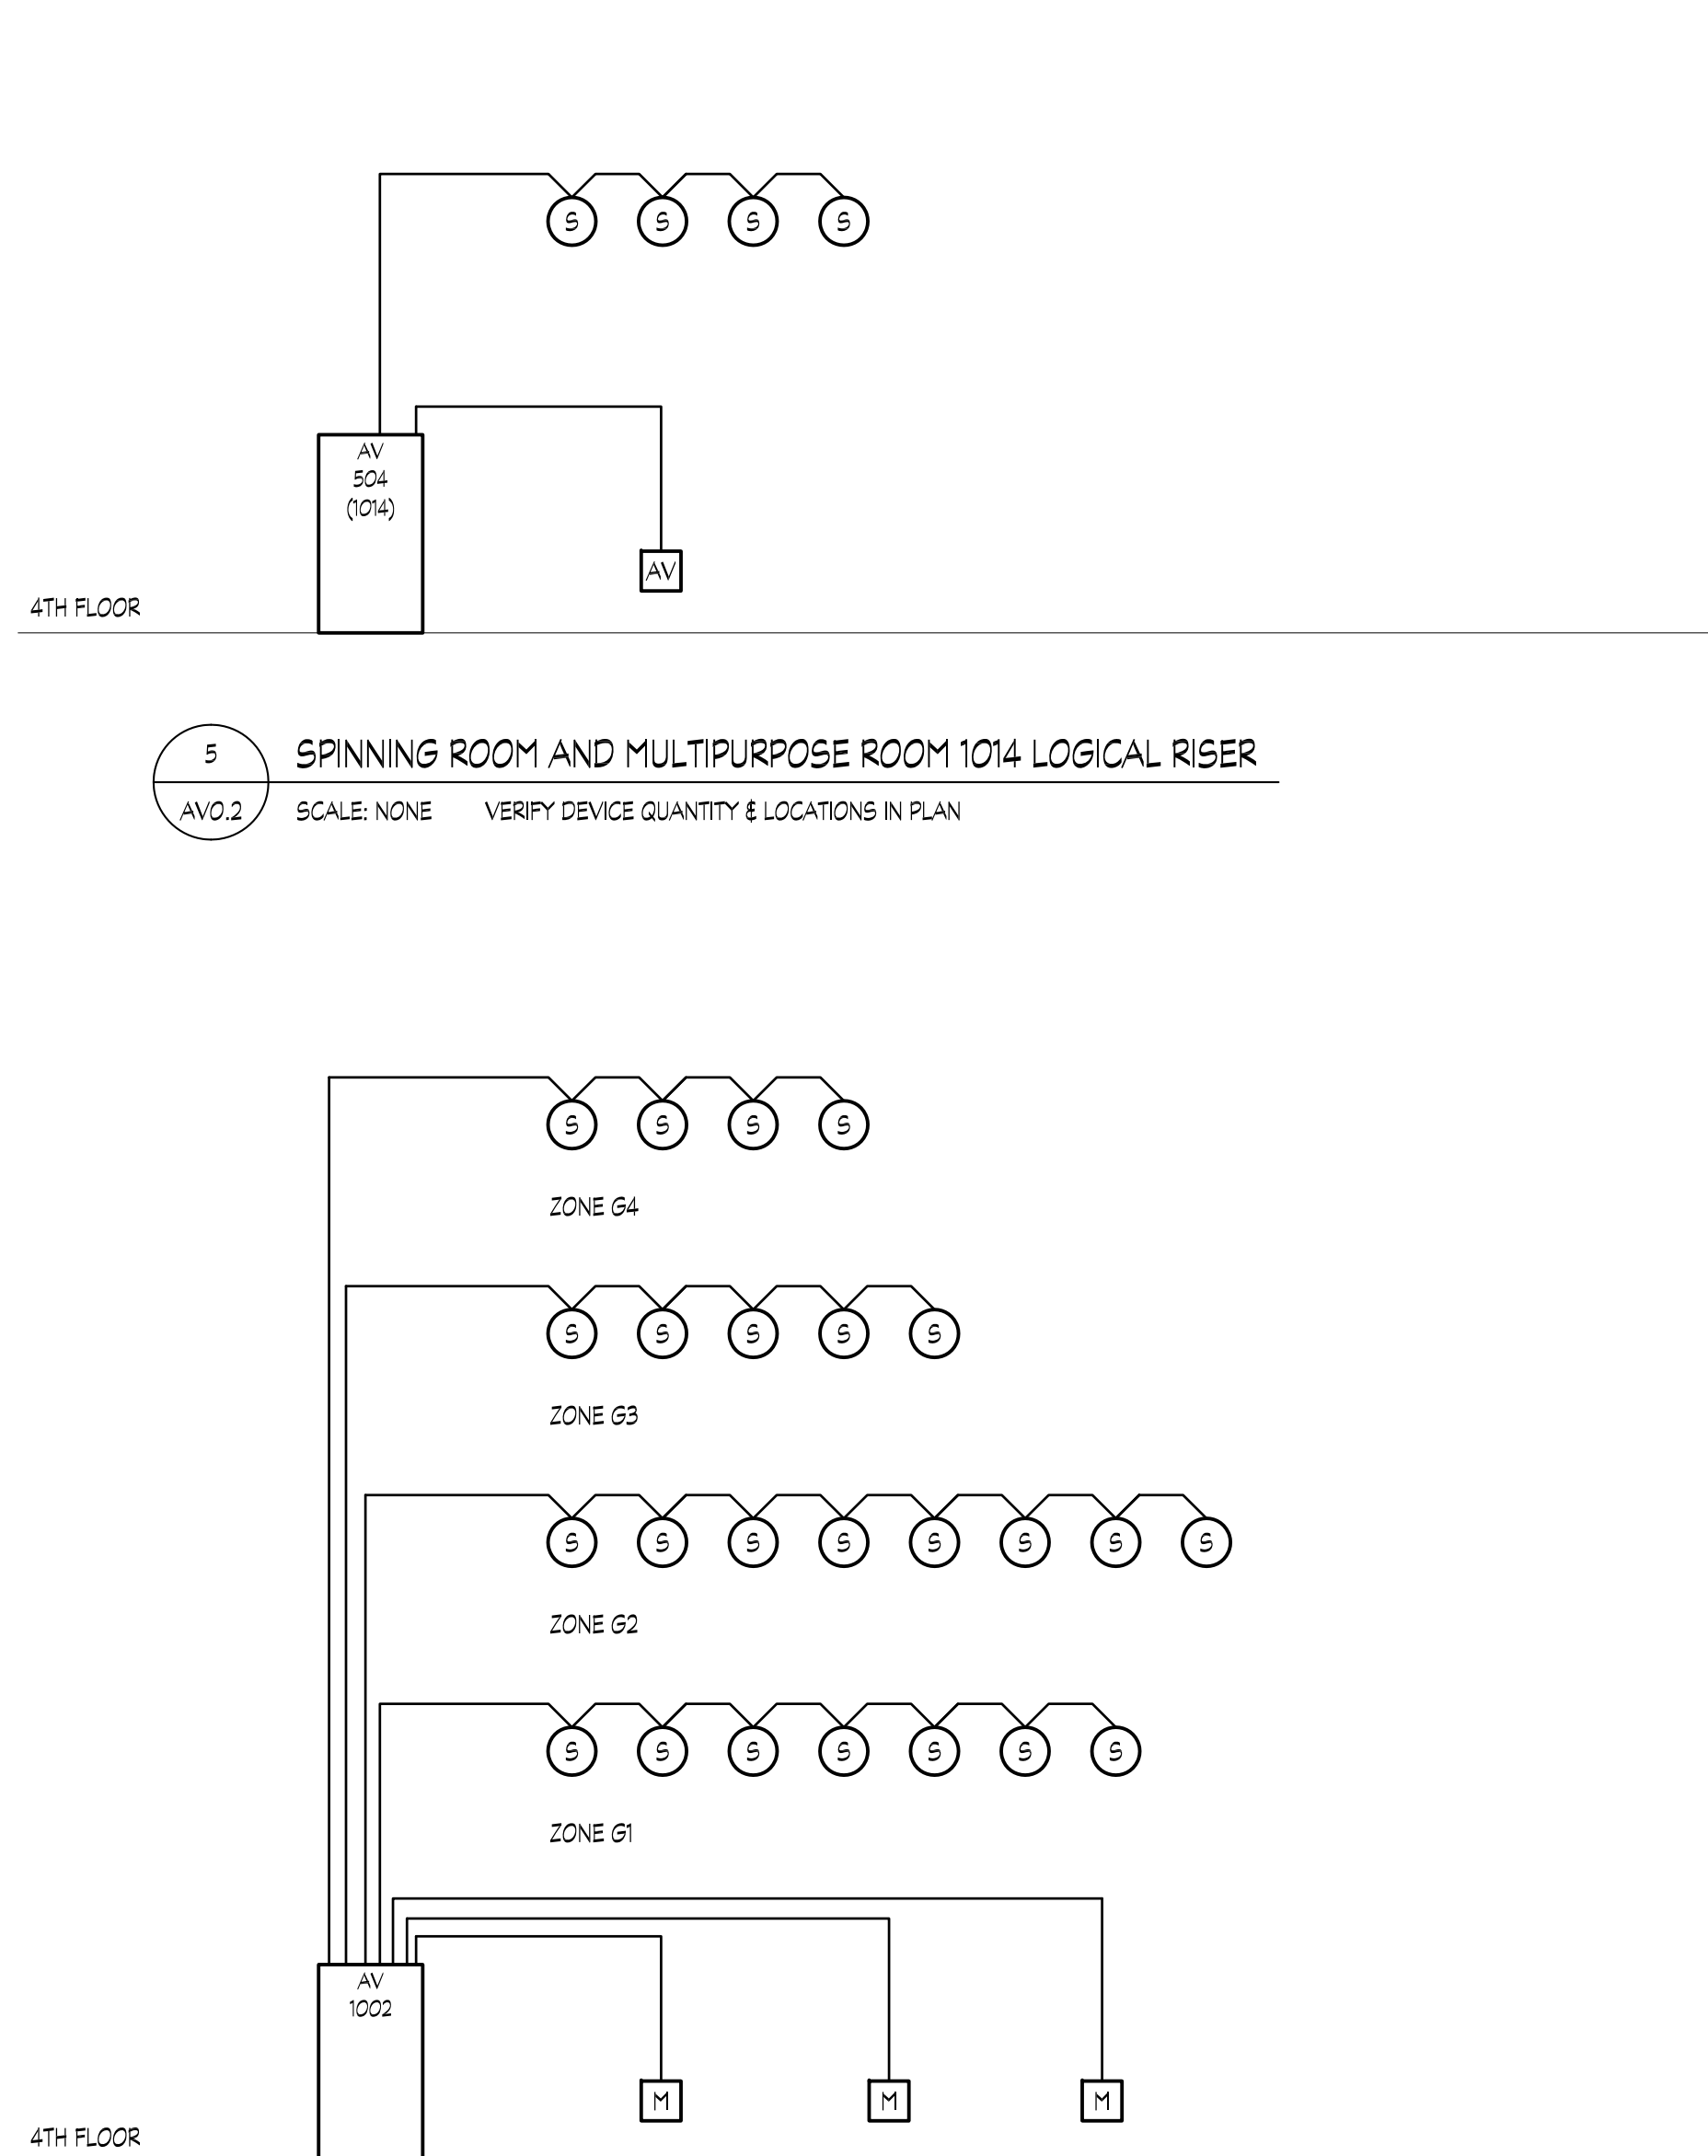 S S S S
AV
504
(1014)
AV
4TH FLOOR
5
SPINNING ROOM AND MULTIPURPOSE ROOM 1014 LOGICAL RISER
AV0.2
SCALE: NONE VERIFY DEVICE QUANTITY & LOCATIONS IN PLAN
S S S S
ZONE G4
S S S S S
ZONE G3
S S S S S S S S
ZONE G2
S S S S S S S
ZONE G1
AV
1002
M M M
4TH FLOOR